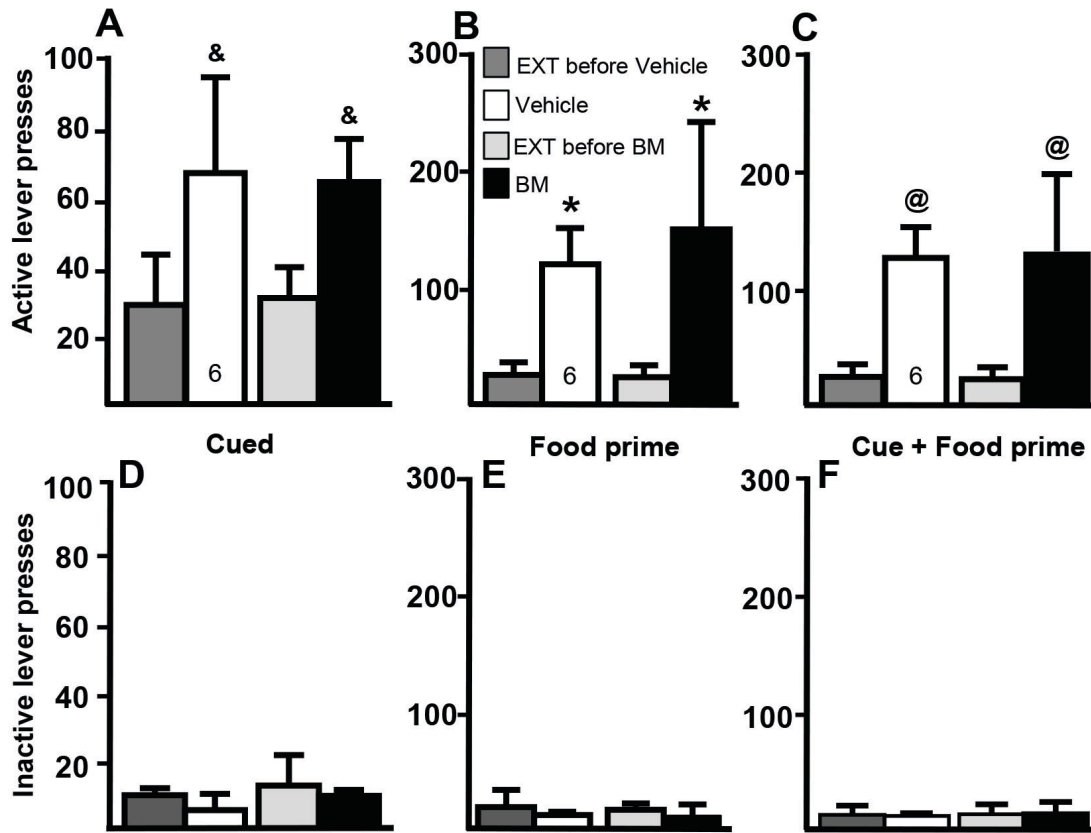 A
B
C
Active lever presses
100
80
60
40
20
&
&
6
Cued
300
200
100
EXT before Vehicle
Vehicle
EXT before BM
BM
*
*
6
Food prime
300
200
100
@
@
6
Cue + Food prime
D
E
F
Inactive lever presses
100
80
60
40
20
300
200
100
300
200
100